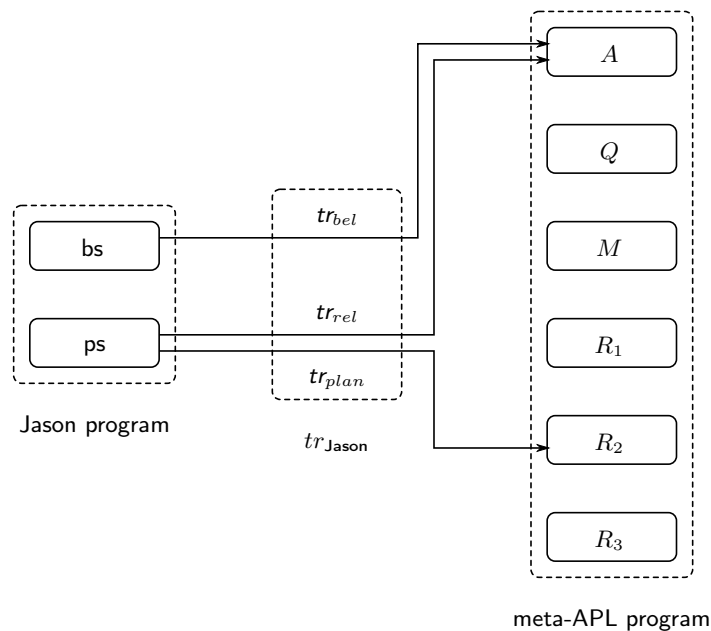 A
Q
tr_bel
bs
M
tr_rel
ps
R_1
tr_plan
Jason program
tr_Jason
R_2
R_3
meta-APL program